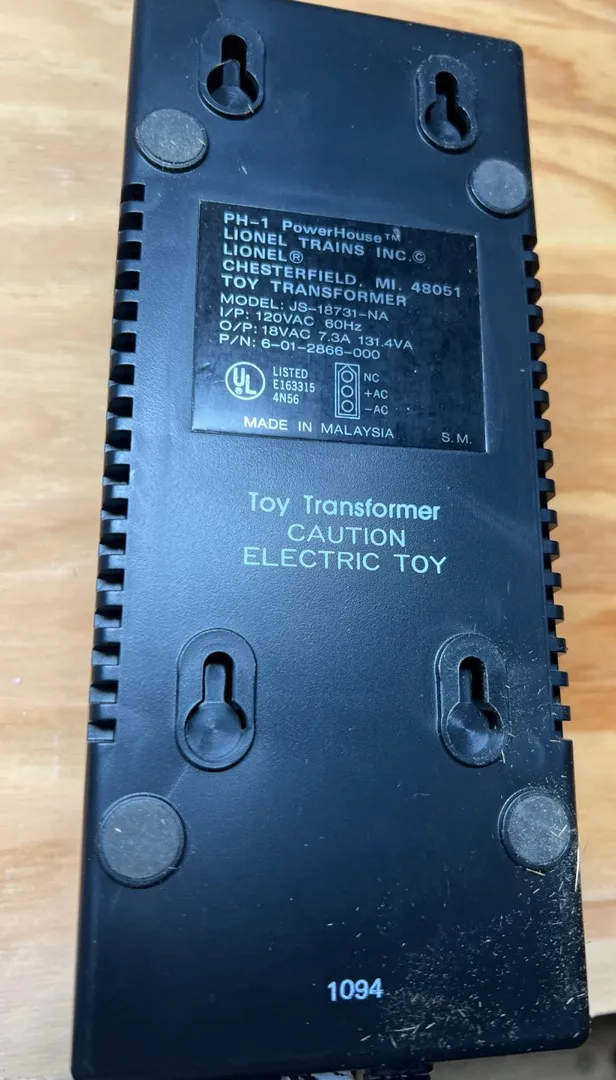 PH-1 PowerHouse™
LIONEL TRAINS INC.©
LIONEL®
CHESTERFIELD, MI. 48051
TOY TRANSFORMER
MODEL: JS-18731-NA
I/P: 120VAC 60Hz
O/P: 18VAC 7.3A 131.4VA
P/N: 6-01-2866-000
UL
LISTED
E163315
4N56
NC
+AC
-AC
MADE IN MALAYSIA
S.M.
Toy Transformer
CAUTION
ELECTRIC TOY
1094